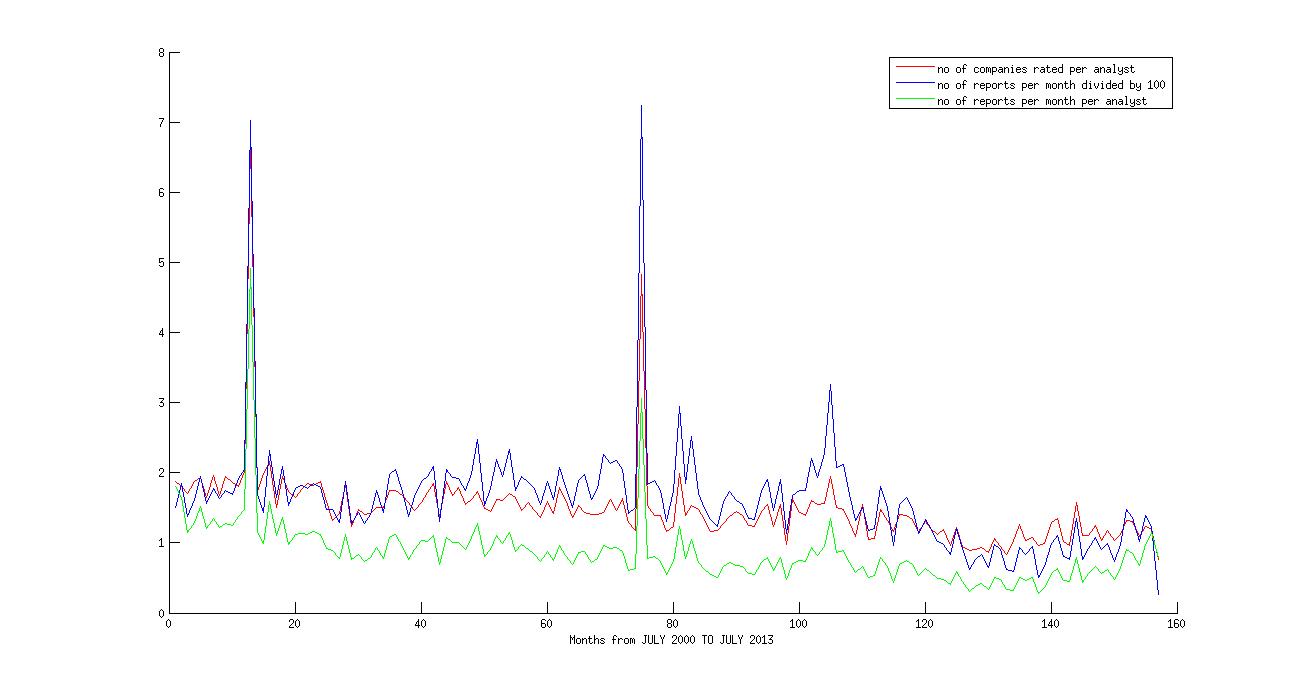 8
no of companies rated per analyst
no of reports per month divided by 100
no of reports per month per analyst
7
6
5
4
3
2
1
0
0 20 40 60 80 100 120 140 160
Months from JULY 2000 TO JULY 2013